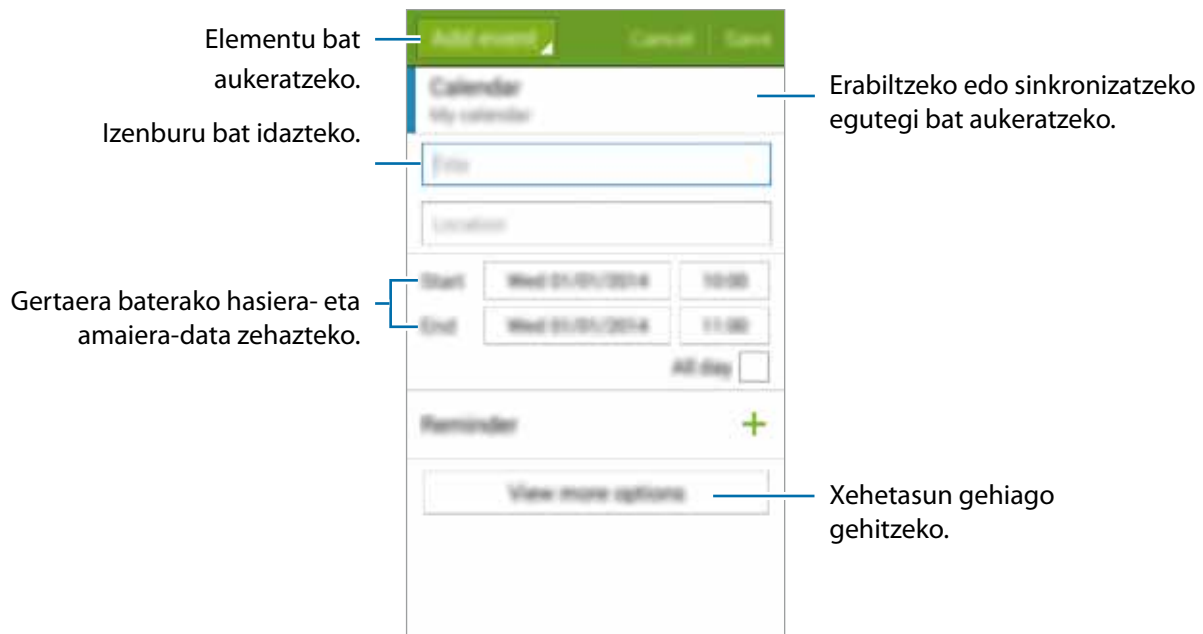 Elementu bat
aukeratzeko.
Izenburu bat idazteko.
Gertaera baterako hasiera- eta
amaiera-data zehazteko.
Add event
Cancel
Save
Calendar
My calendar
Title
Location
Start
Wed 01/01/2014
10:00
End
Wed 01/01/2014
11:00
All day
Reminder
View more options
Erabiltzeko edo sinkronizatzeko
egutegi bat aukeratzeko.
Xehetasun gehiago
gehitzeko.